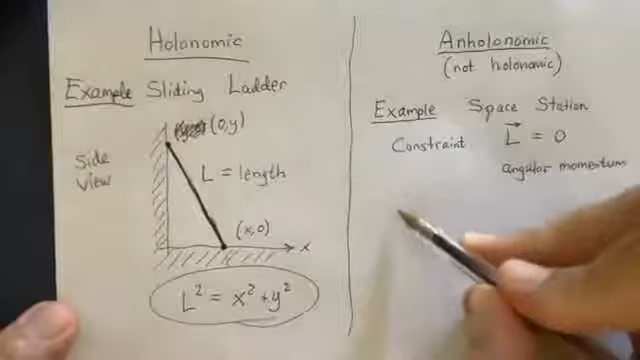 Holonomic
Example Sliding Ladder
(0,y)
Side
View
L = length
(x,0)
x
L² = x² + y²
Anholonomic
(not holonomic)
Example Space Station
Constraint L⃗ = 0
angular momentum